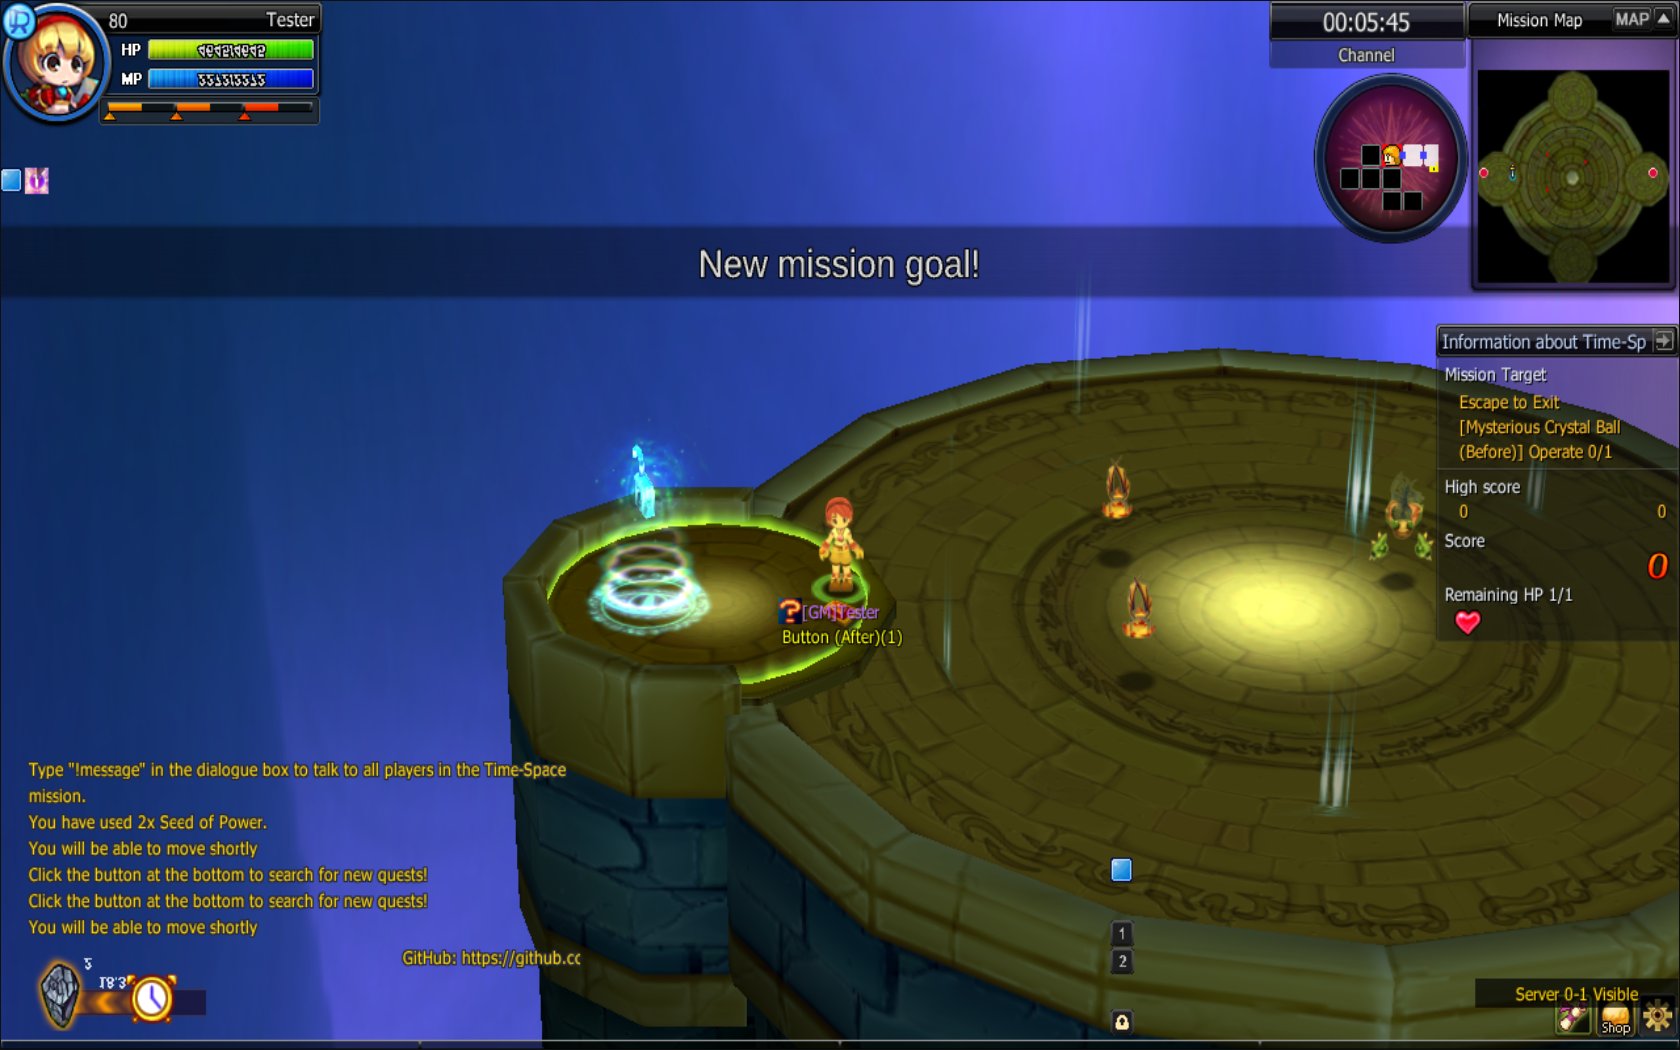 80 Tester
HP
MP
00:05:45
Channel
Mission Map MAP
New mission goal!
Information about Time-Sp
Mission Target
Escape to Exit
[Mysterious Crystal Ball
(Before)] Operate 0/1
High score
0 0
Score
0
Remaining HP 1/1
[GM]Tester
Button (After)(1)
Type "!message" in the dialogue box to talk to all players in the Time-Space
mission.
You have used 2x Seed of Power.
You will be able to move shortly
Click the button at the bottom to search for new quests!
Click the button at the bottom to search for new quests!
You will be able to move shortly
GitHub: https://github.cc
2
18.3
1
2
Server 0-1 Visible
Shop